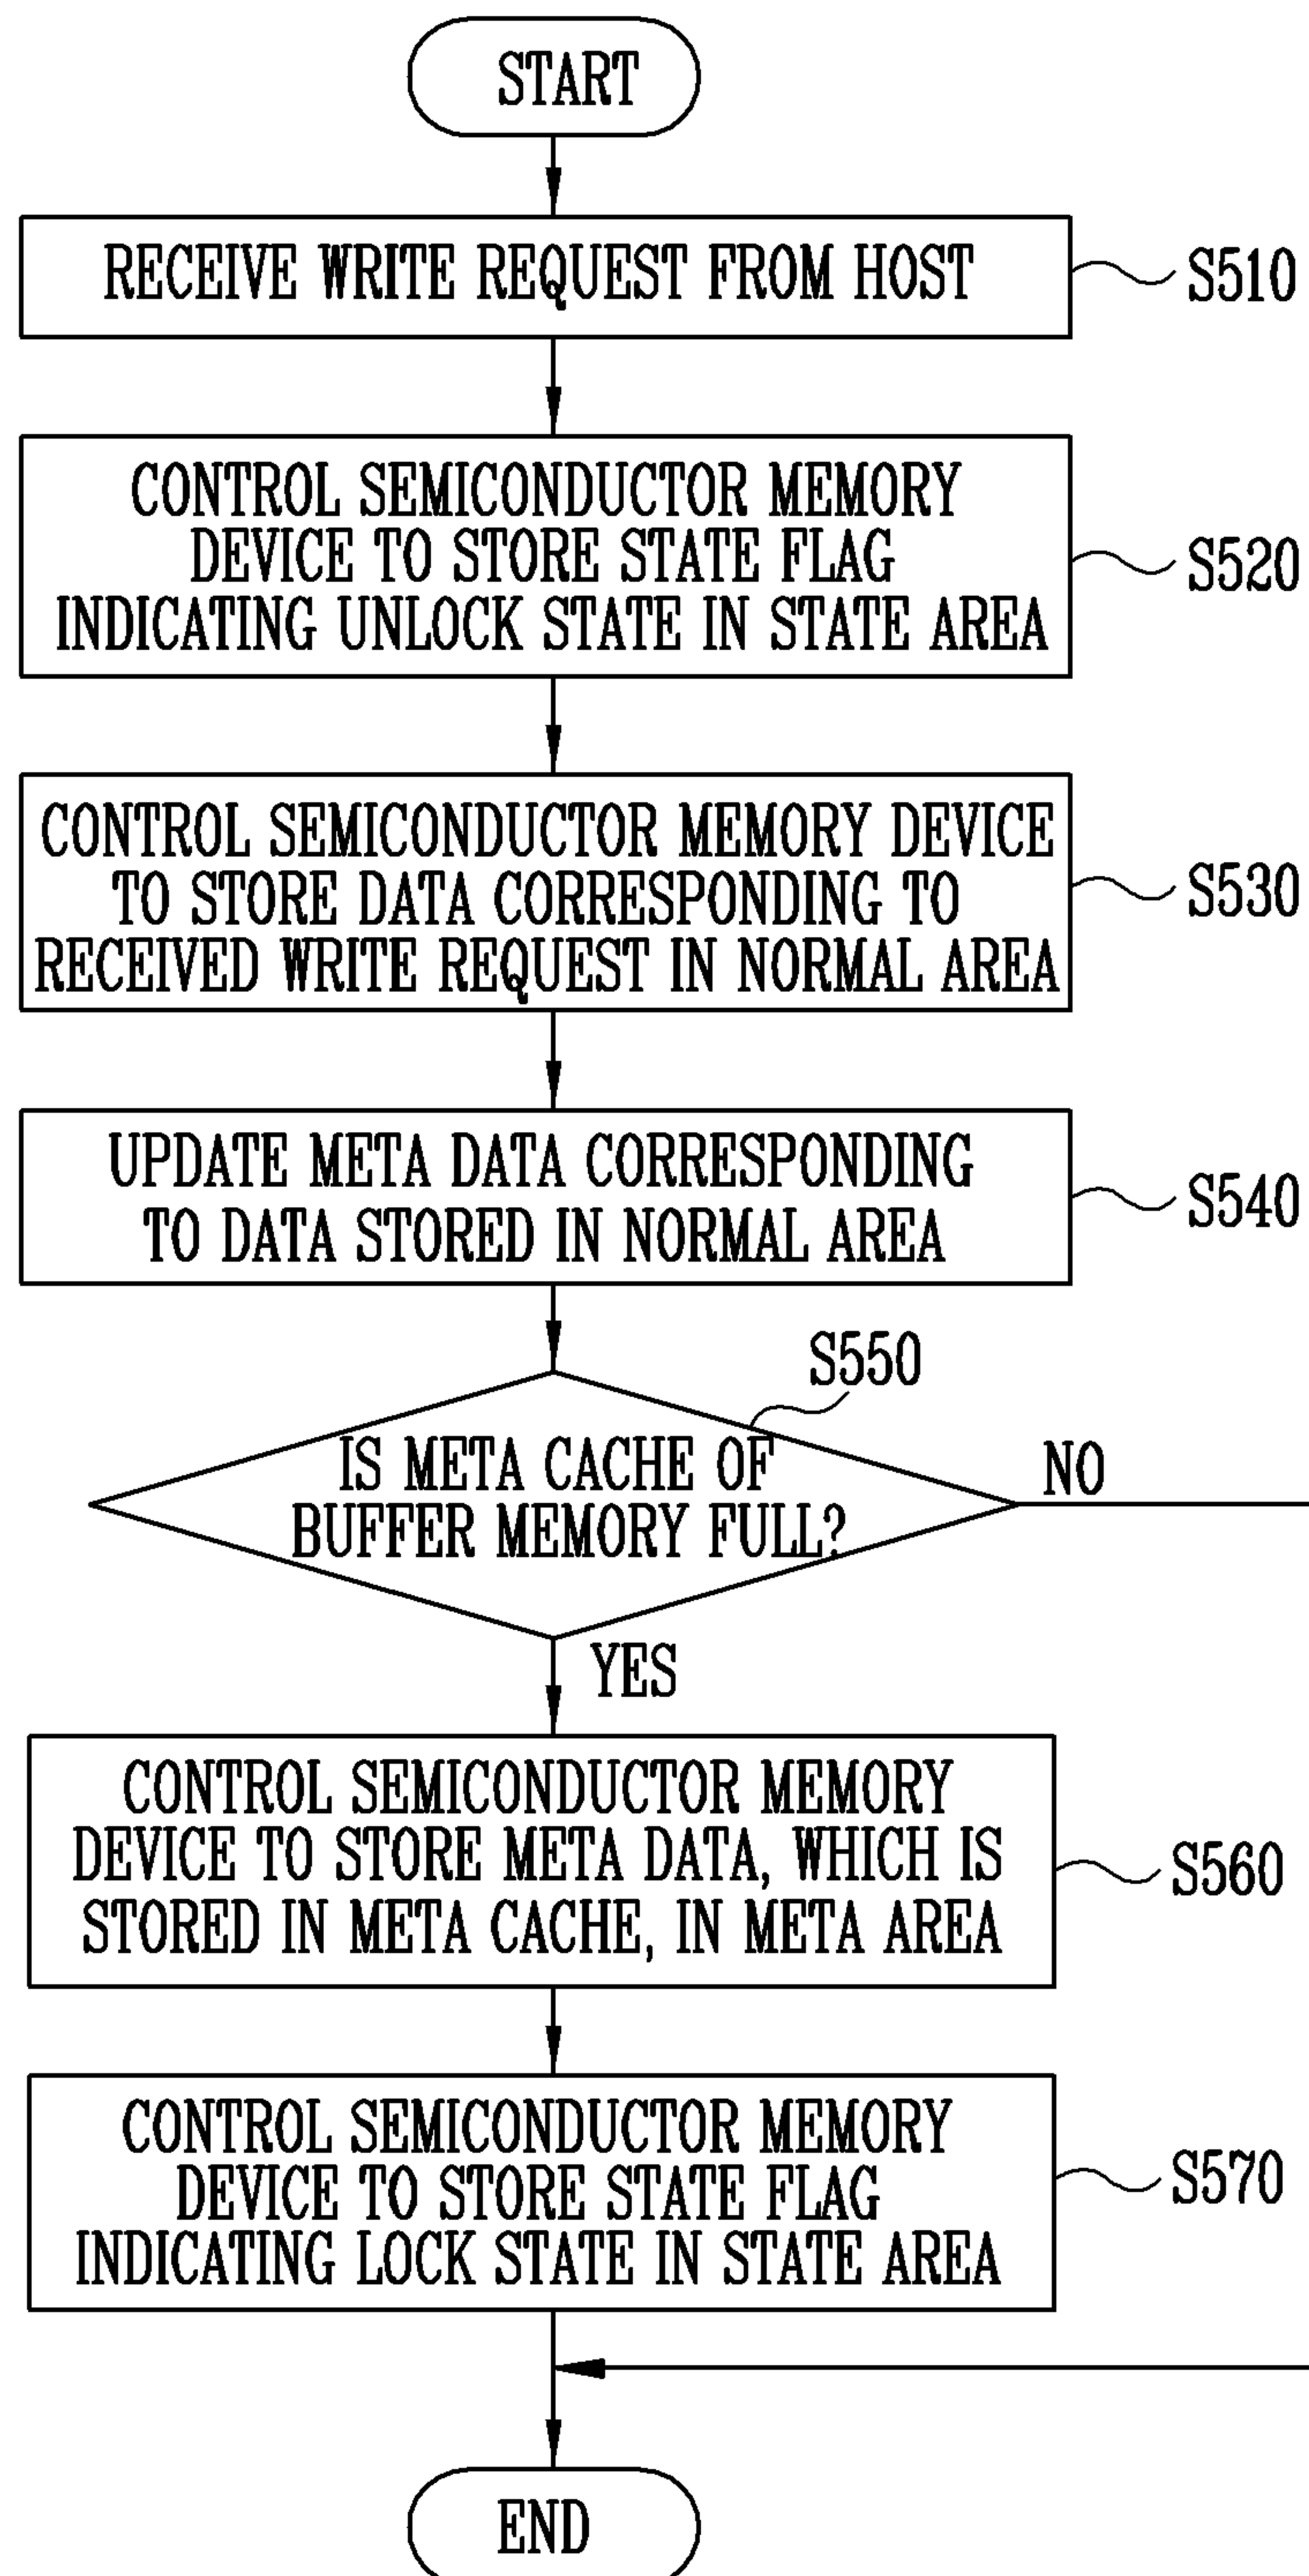 START
RECEIVE WRITE REQUEST FROM HOST
S510
CONTROL SEMICONDUCTOR MEMORY
DEVICE TO STORE STATE FLAG
INDICATING UNLOCK STATE IN STATE AREA
S520
CONTROL SEMICONDUCTOR MEMORY DEVICE
TO STORE DATA CORRESPONDING TO
RECEIVED WRITE REQUEST IN NORMAL AREA
S530
UPDATE META DATA CORRESPONDING
TO DATA STORED IN NORMAL AREA
S540
S550
IS META CACHE OF
BUFFER MEMORY FULL?
NO
YES
CONTROL SEMICONDUCTOR MEMORY
DEVICE TO STORE META DATA, WHICH IS
STORED IN META CACHE, IN META AREA
S560
CONTROL SEMICONDUCTOR MEMORY
DEVICE TO STORE STATE FLAG
INDICATING LOCK STATE IN STATE AREA
S570
END